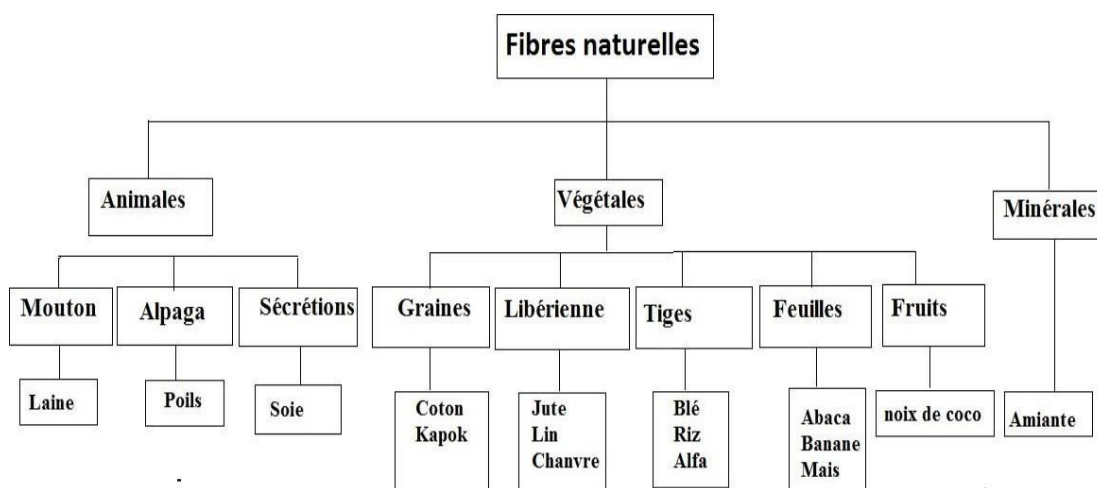 Fibres naturelles
Animales
Végétales
Minérales
Mouton
Alpaga
Sécrétions
Graines
Libérienne
Tiges
Feuilles
Fruits
Laine
Poils
Soie
Coton
Kapok
Jute
Lin
Chanvre
Blé
Riz
Alfa
Abaca
Banane
Mais
noix de coco
Amiante